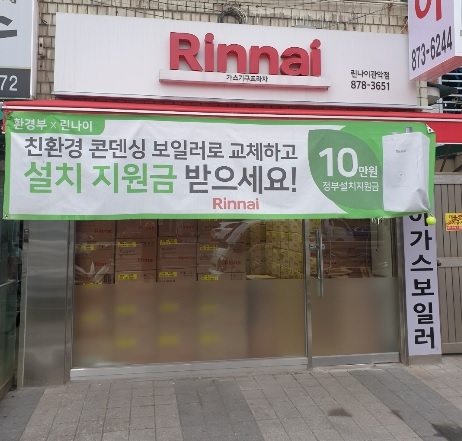 Rinnai
가스기구프라자
린나이관악점
878-3651
873-6244
72
환경부 x 린나이
친환경 콘덴싱 보일러로 교체하고
설치 지원금 받으세요!
Rinnai
10만원
정부설치지원금
가스보일러